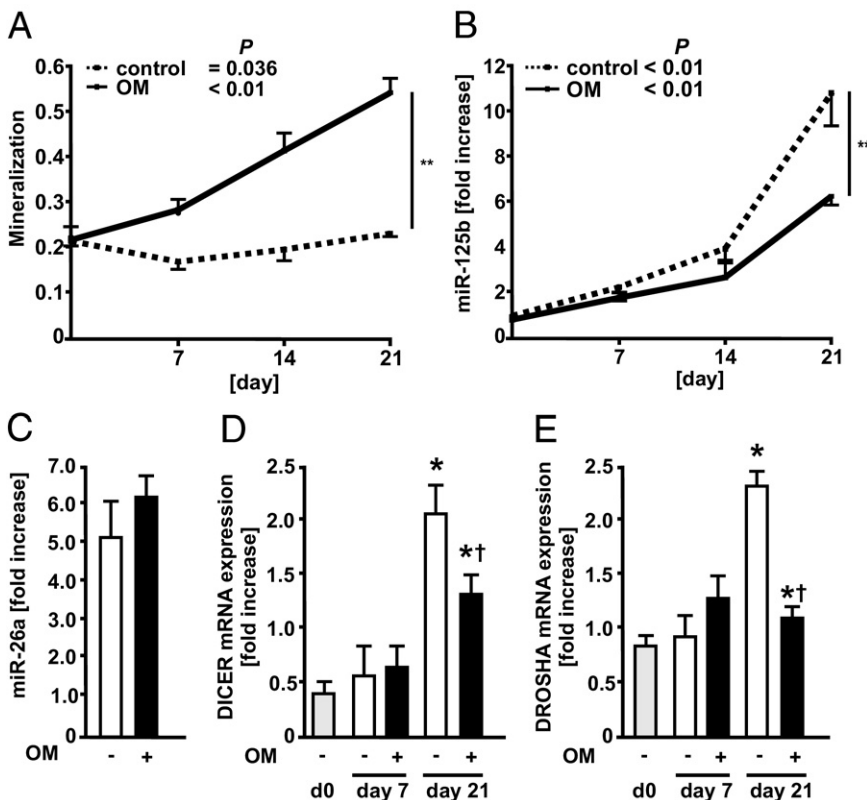 A
P
control = 0.036
OM < 0.01
0.6
0.5
0.4
0.3
0.2
0.1
0
Mineralization
**
7 14 21
[day]
B
P
control < 0.01
OM < 0.01
12
10
8
6
4
2
0
miR-125b [fold increase]
**
7 14 21
[day]
C
7.0
6.0
5.0
4.0
3.0
2.0
1.0
0
miR-26a [fold increase]
OM - +
D
2.5
2.0
1.5
1.0
0.5
0
DICER mRNA expression
[fold increase]
*
*†
OM - - + - +
d0 day 7 day 21
E
2.5
2.0
1.5
1.0
0.5
0
DROSHA mRNA expression
[fold increase]
*
*†
OM - - + - +
d0 day 7 day 21